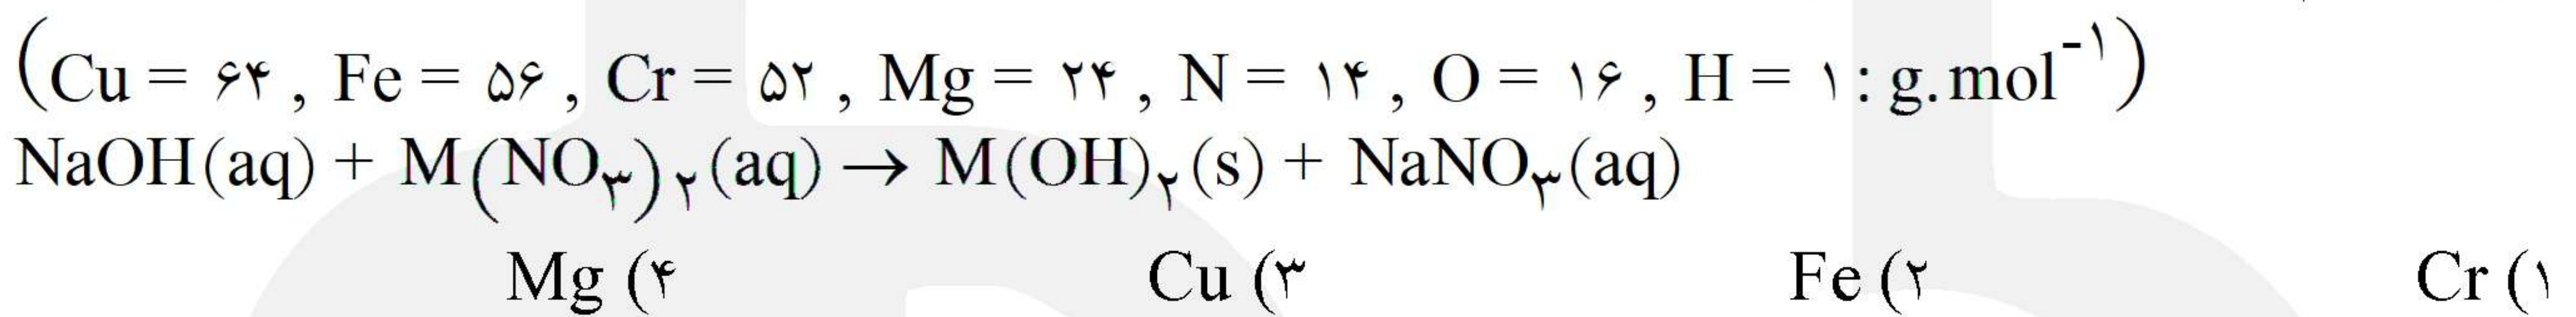 (Cu = ۶۴ , Fe = ۵۶ , Cr = ۵۲ , Mg = ۲۴ , N = ۱۴ , O = ۱۶ , H = ۱ : g.mol⁻¹)
NaOH(aq) + M(NO۳)۲(aq) → M(OH)۲(s) + NaNO۳(aq)
۱) Cr ۲) Fe ۳) Cu ۴) Mg